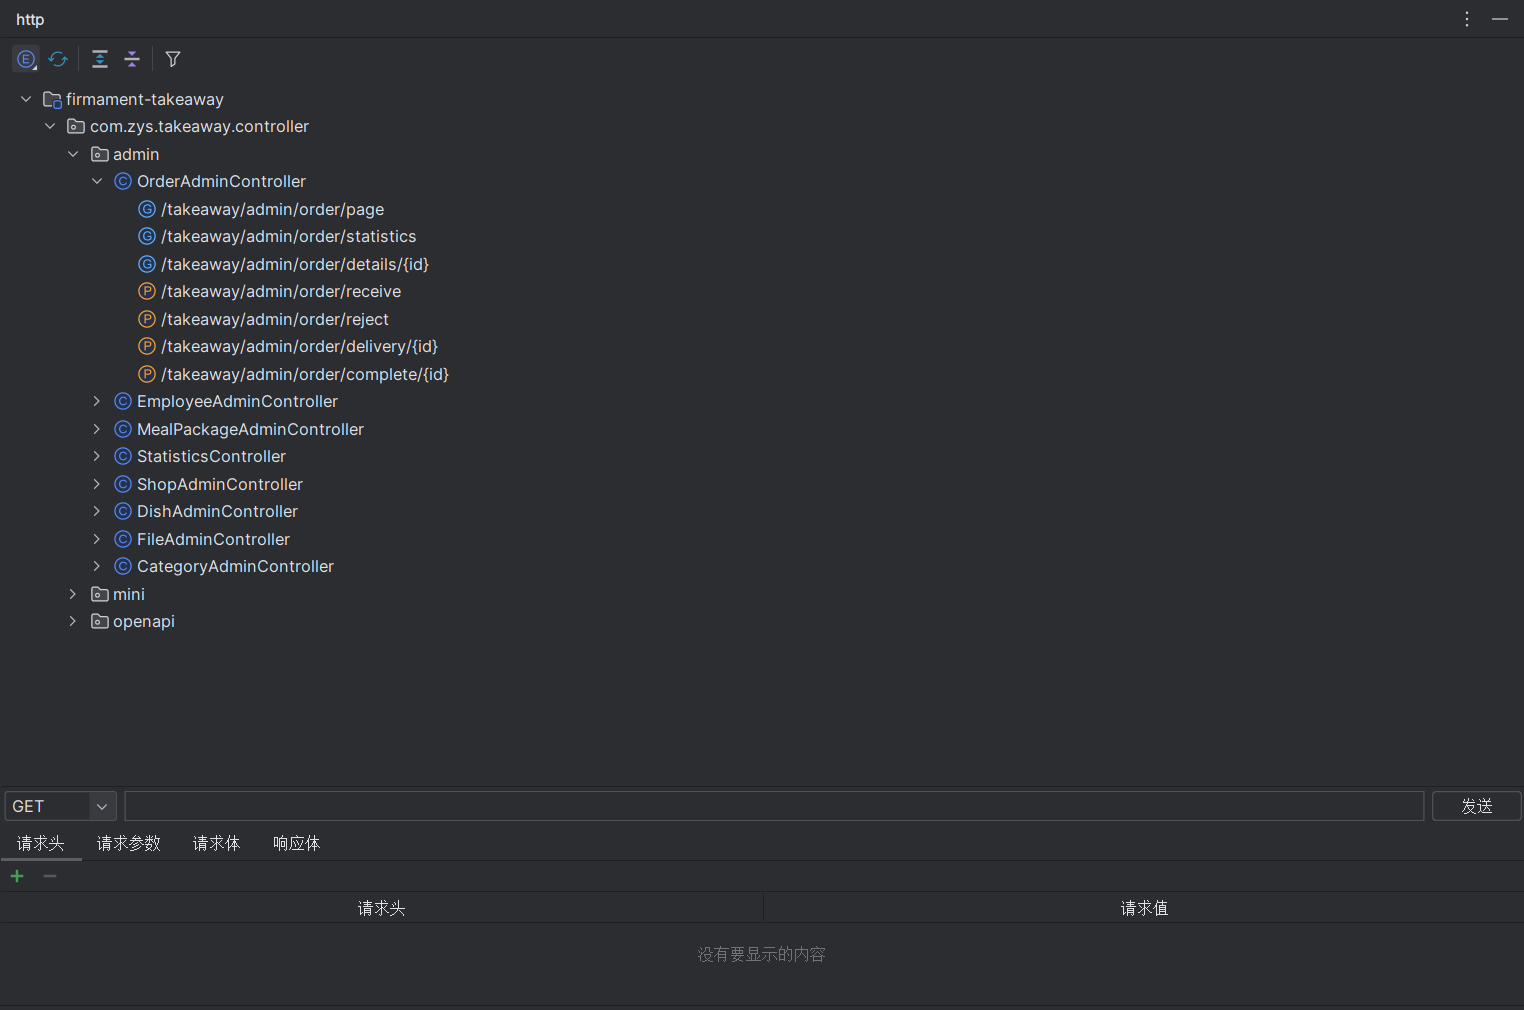 http
firmament-takeaway
com.zys.takeaway.controller
admin
OrderAdminController
/takeaway/admin/order/page
/takeaway/admin/order/statistics
/takeaway/admin/order/details/{id}
/takeaway/admin/order/receive
/takeaway/admin/order/reject
/takeaway/admin/order/delivery/{id}
/takeaway/admin/order/complete/{id}
EmployeeAdminController
MealPackageAdminController
StatisticsController
ShopAdminController
DishAdminController
FileAdminController
CategoryAdminController
mini
openapi
GET 发送
请求头 请求参数 请求体 响应体
请求头 请求值
没有要显示的内容